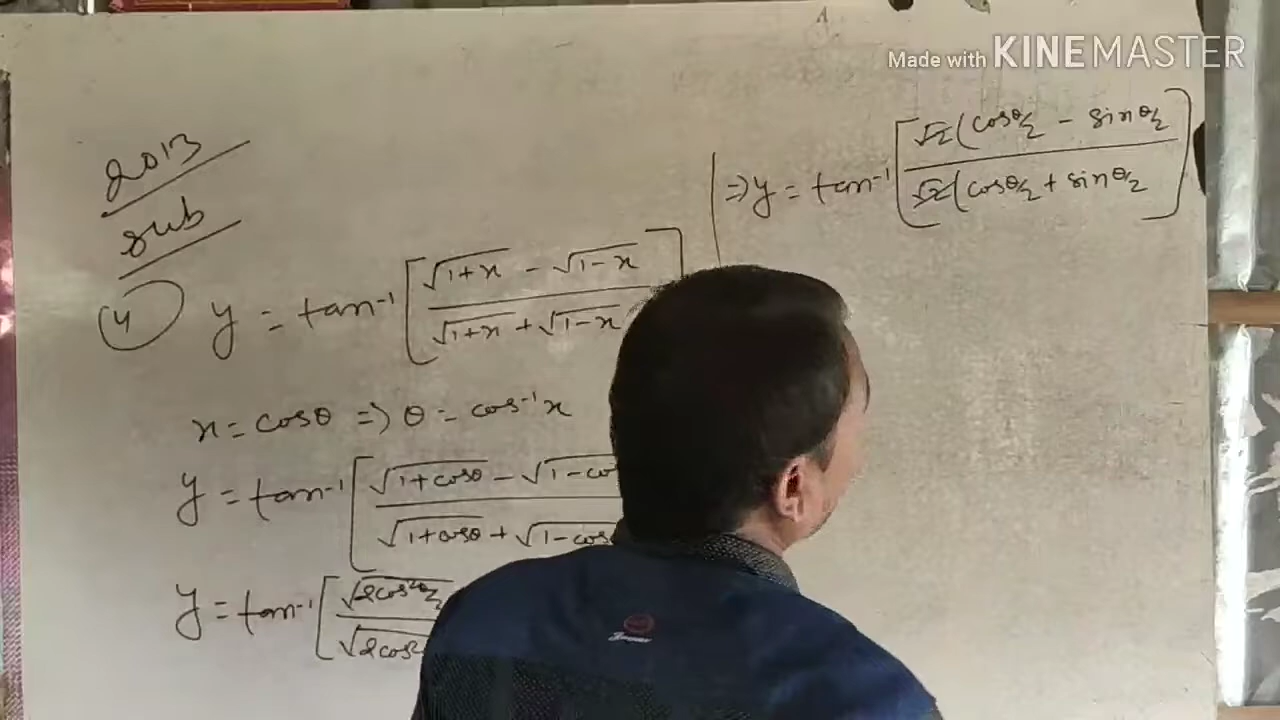 Made with KINEMASTER
2013
sub
(4) y = tan⁻¹[(√1+x - √1-x)/(√1+x + √1-x)]
x = cosθ => θ = cos⁻¹x
y = tan⁻¹[(√1+cosθ - √1-co)/(√1+cosθ + √1-cos
y = tan⁻¹[√2cos²θ/2 / √2cos²
=> y = tan⁻¹[√2(cosθ/2 - sinθ/2 / √2(cosθ/2 + sinθ/2]